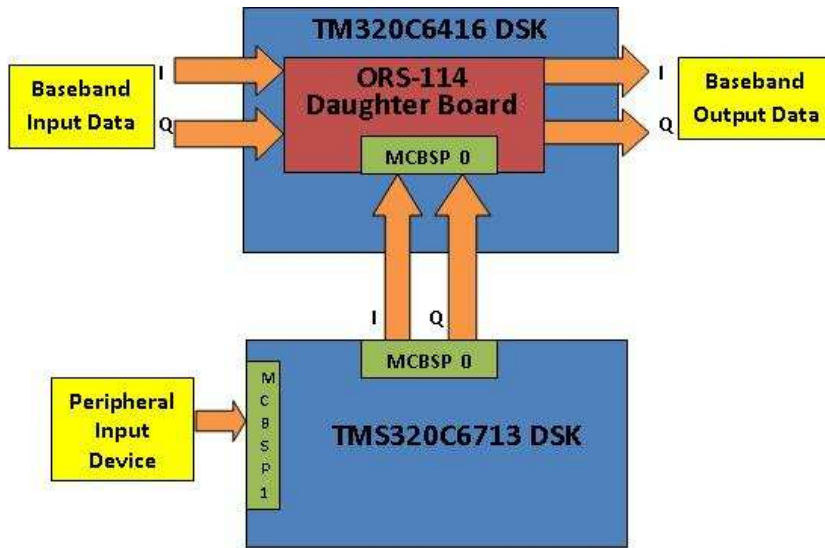 TM320C6416 DSK
ORS-114
Daughter Board
MCBSP 0
Baseband
Input Data
I
Q
I
Q
Baseband
Output Data
I
Q
MCBSP 0
Peripheral
Input
Device
M
C
B
S
P
1
TMS320C6713 DSK